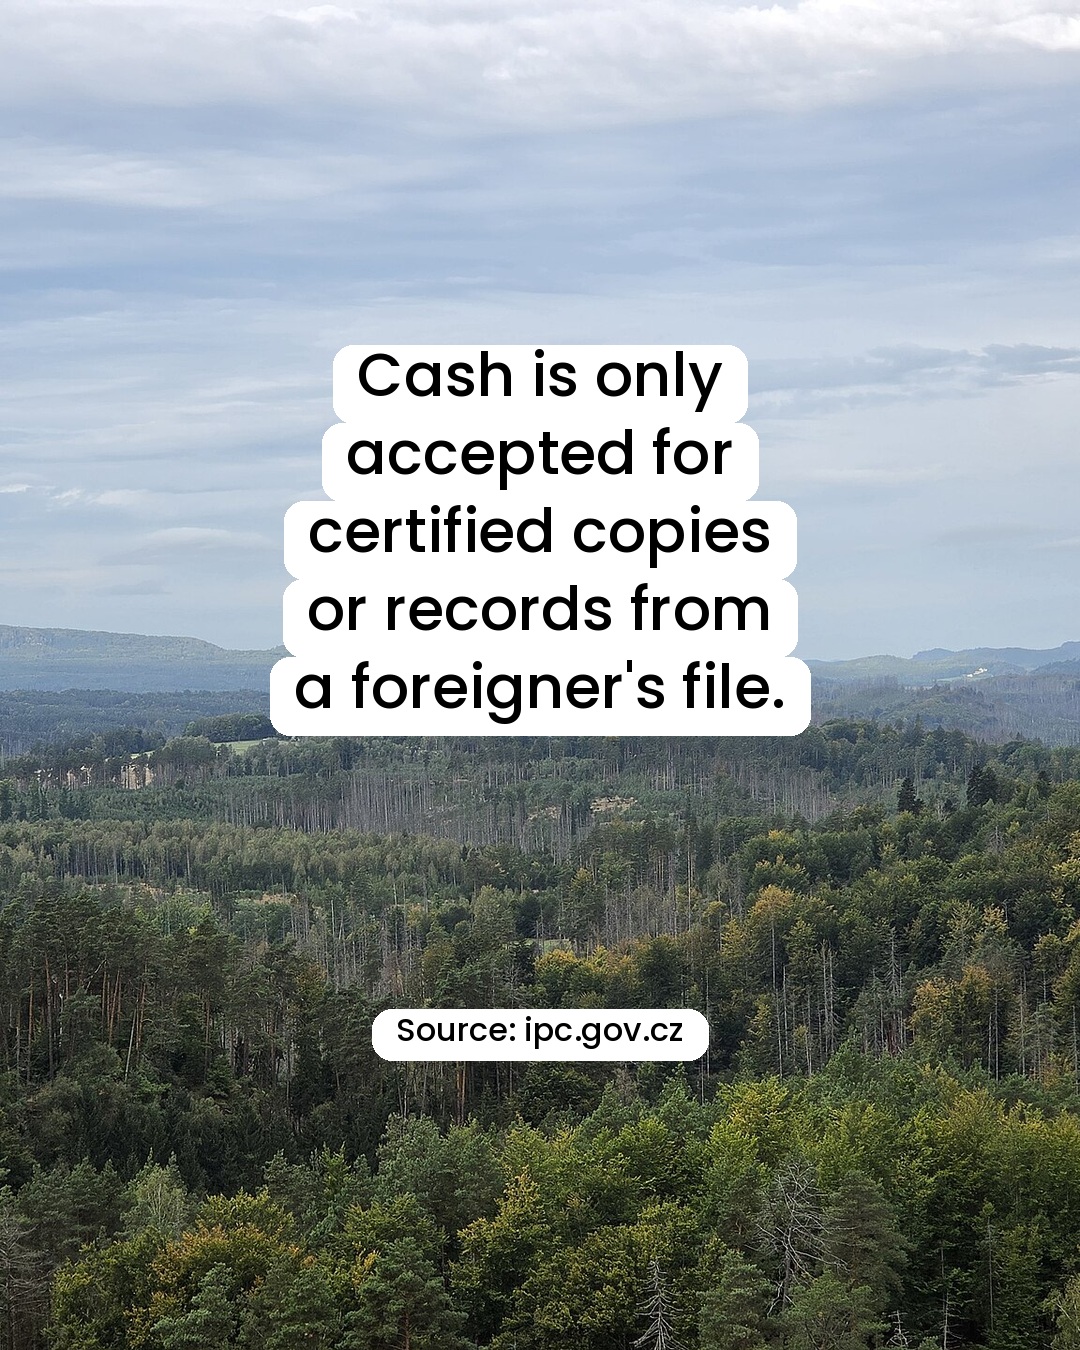 Cash is only
accepted for
certified copies
or records from
a foreigner's file.
Source: ipc.gov.cz